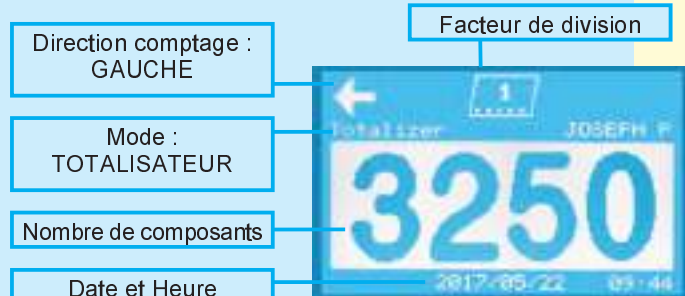 Facteur de division
Direction comptage :
GAUCHE
1
Totalizer JOSEPH P
Mode :
TOTALISATEUR
3250
Nombre de composants
2017/05/22 09:44
Date et Heure